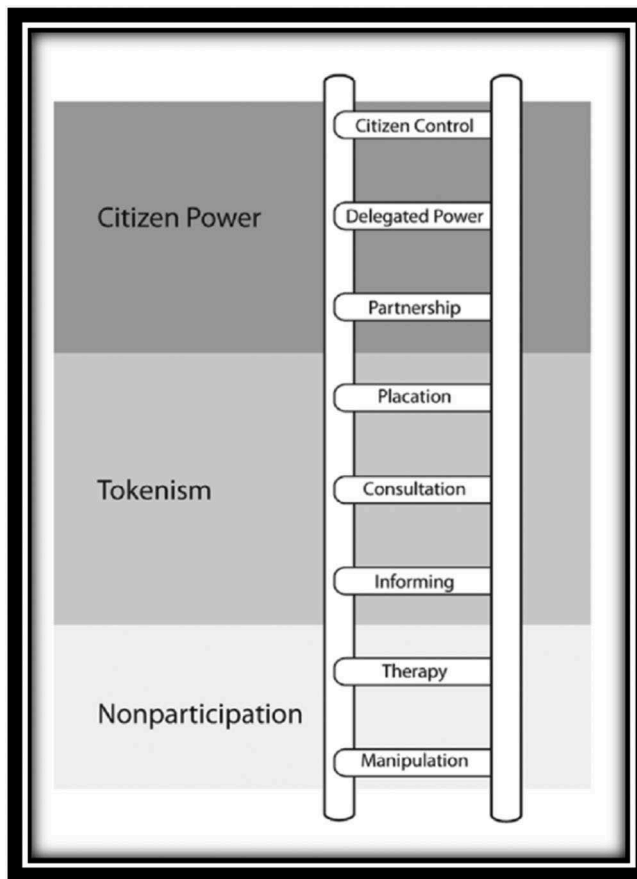 Citizen Control
Citizen Power
Delegated Power
Partnership
Placation
Tokenism
Consultation
Informing
Therapy
Nonparticipation
Manipulation